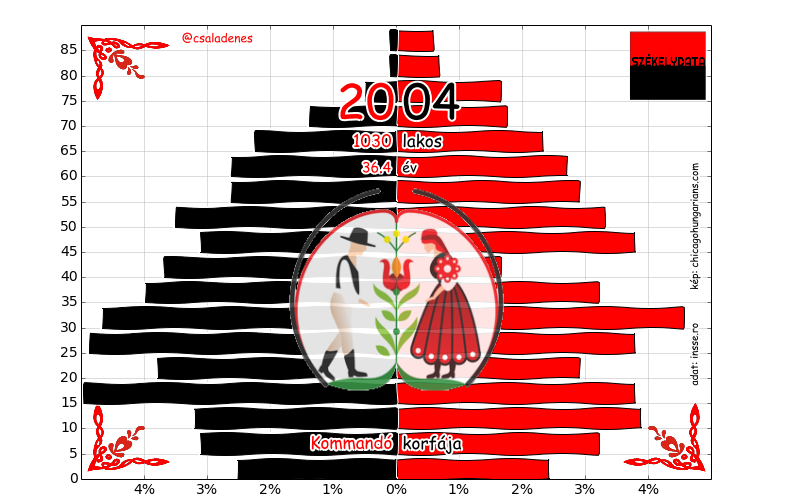 @csaladenes
SZÉKELYDATA
2004
1030 lakos
36.4 év
kép: chicagohungarians.com
adat: insse.ro
Kommandó korfája
85
80
75
70
65
60
55
50
45
40
35
30
25
20
15
10
5
0
4% 3% 2% 1% 0% 1% 2% 3% 4%